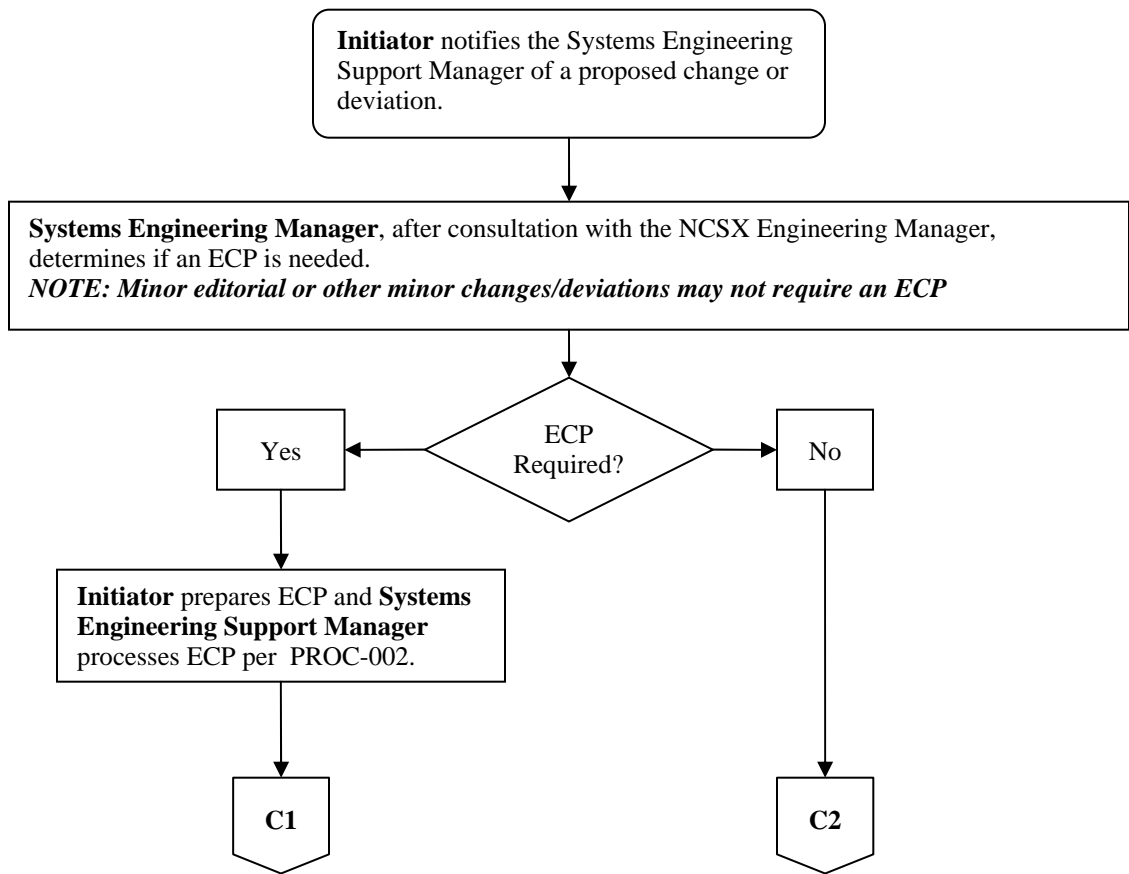 Initiator notifies the Systems Engineering
Support Manager of a proposed change or
deviation.
Systems Engineering Manager, after consultation with the NCSX Engineering Manager,
determines if an ECP is needed.
NOTE: Minor editorial or other minor changes/deviations may not require an ECP
Yes
ECP
Required?
No
Initiator prepares ECP and Systems
Engineering Support Manager
processes ECP per PROC-002.
C1
C2